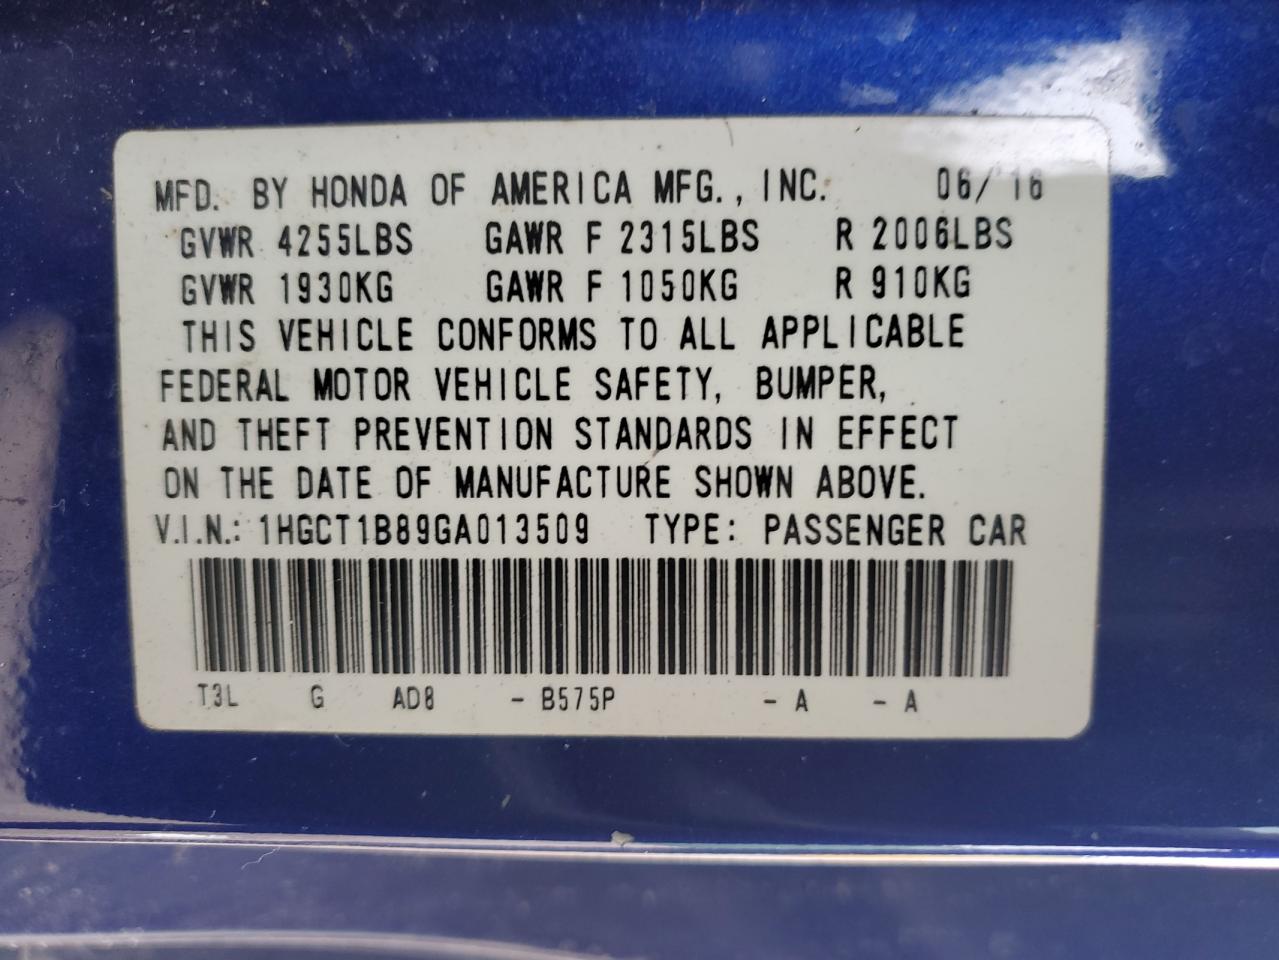 MFD. BY HONDA OF AMERICA MFG., INC. 06/16
GVWR 4255LBS GAWR F 2315LBS R 2006LBS
GVWR 1930KG GAWR F 1050KG R 910KG
THIS VEHICLE CONFORMS TO ALL APPLICABLE
FEDERAL MOTOR VEHICLE SAFETY, BUMPER,
AND THEFT PREVENTION STANDARDS IN EFFECT
ON THE DATE OF MANUFACTURE SHOWN ABOVE.
V.I.N.: 1HGCT1B89GA013509 TYPE: PASSENGER CAR
T3L G AD8 - B575P - A - A